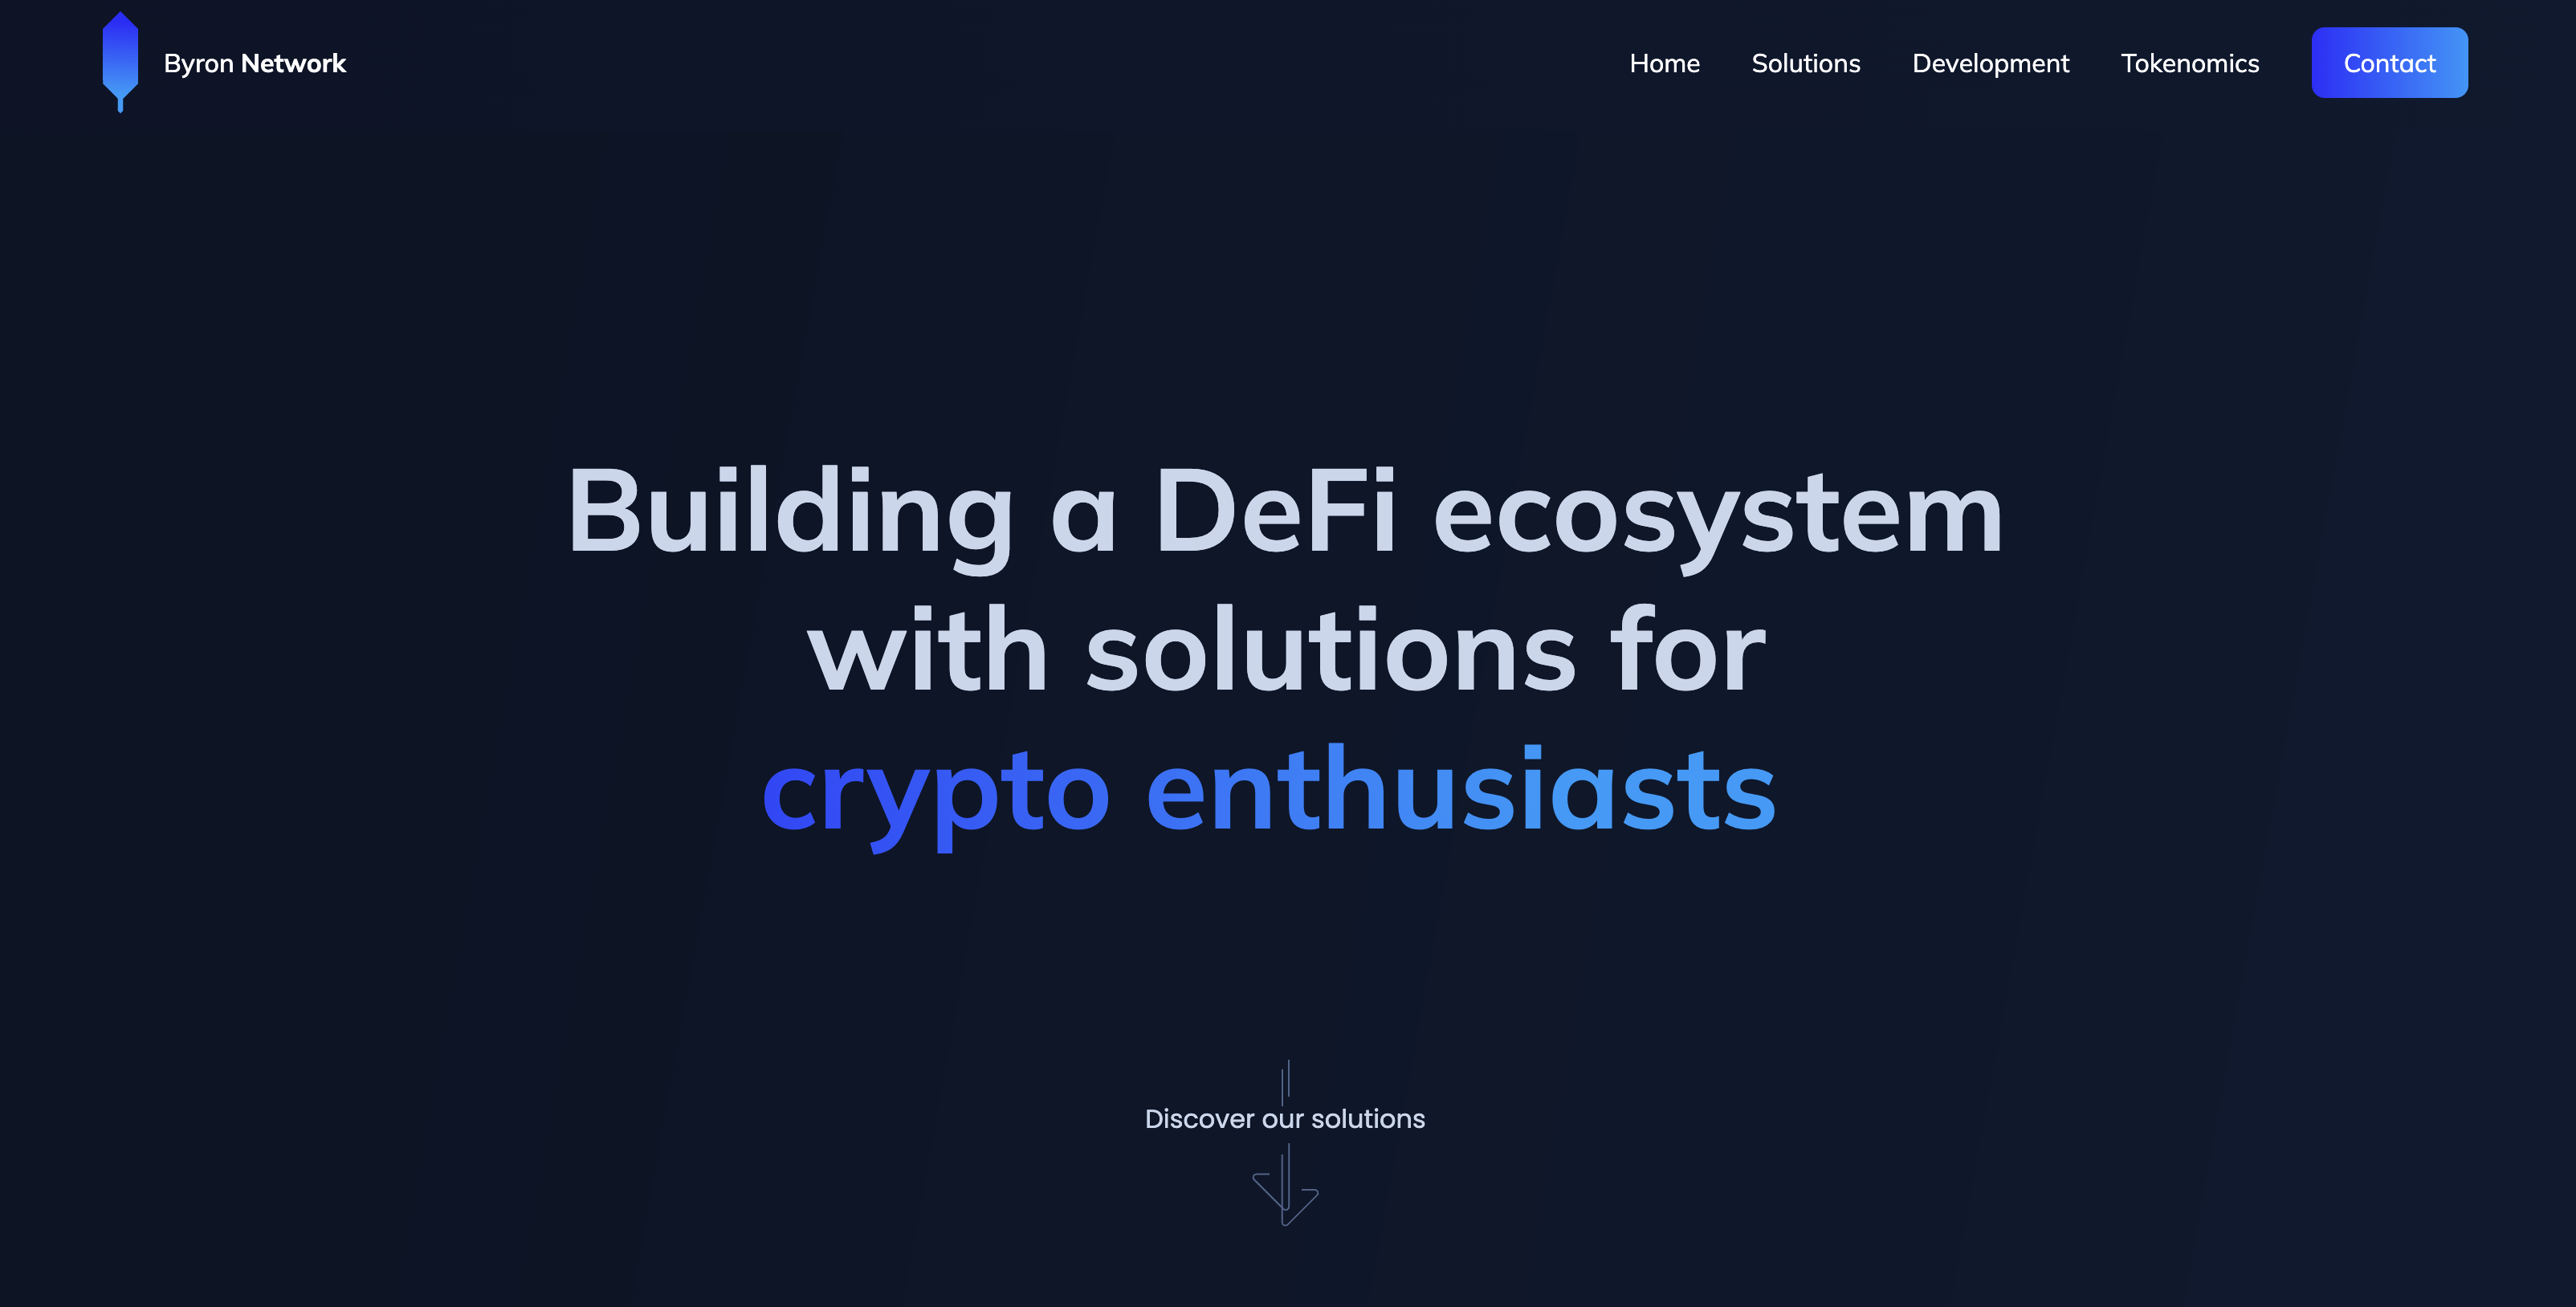 Byron Network
Home
Solutions
Development
Tokenomics
Contact
Building a DeFi ecosystem
with solutions for
crypto enthusiasts
Discover our solutions